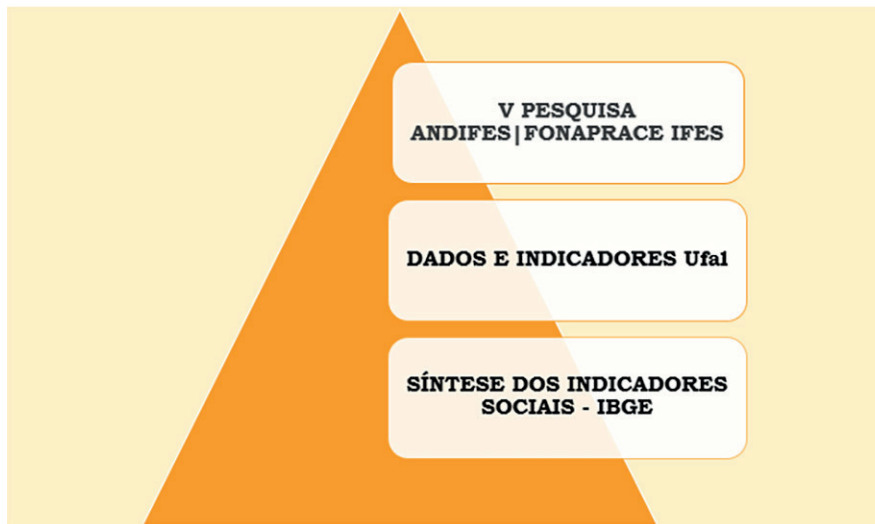 V PESQUISA
ANDIFES|FONAPRACE IFES
DADOS E INDICADORES Ufal
SÍNTESE DOS INDICADORES
SOCIAIS - IBGE